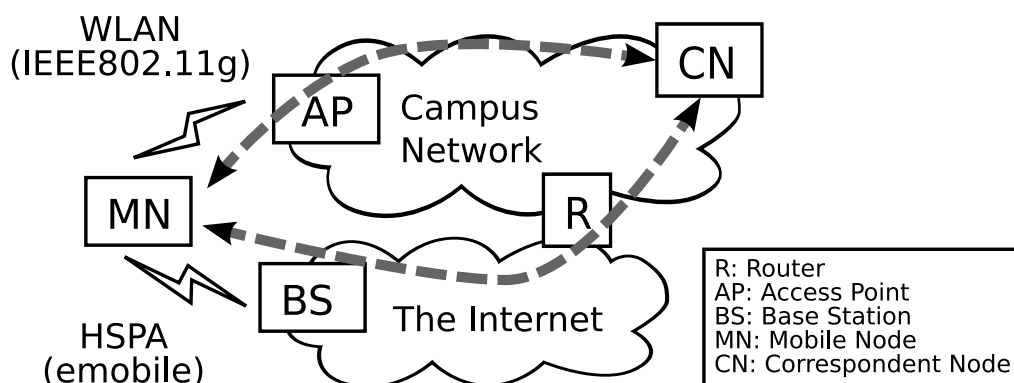 WLAN
(IEEE802.11g)
AP
Campus
Network
CN
MN
R
BS
The Internet
HSPA
(emobile)
R: Router
AP: Access Point
BS: Base Station
MN: Mobile Node
CN: Correspondent Node